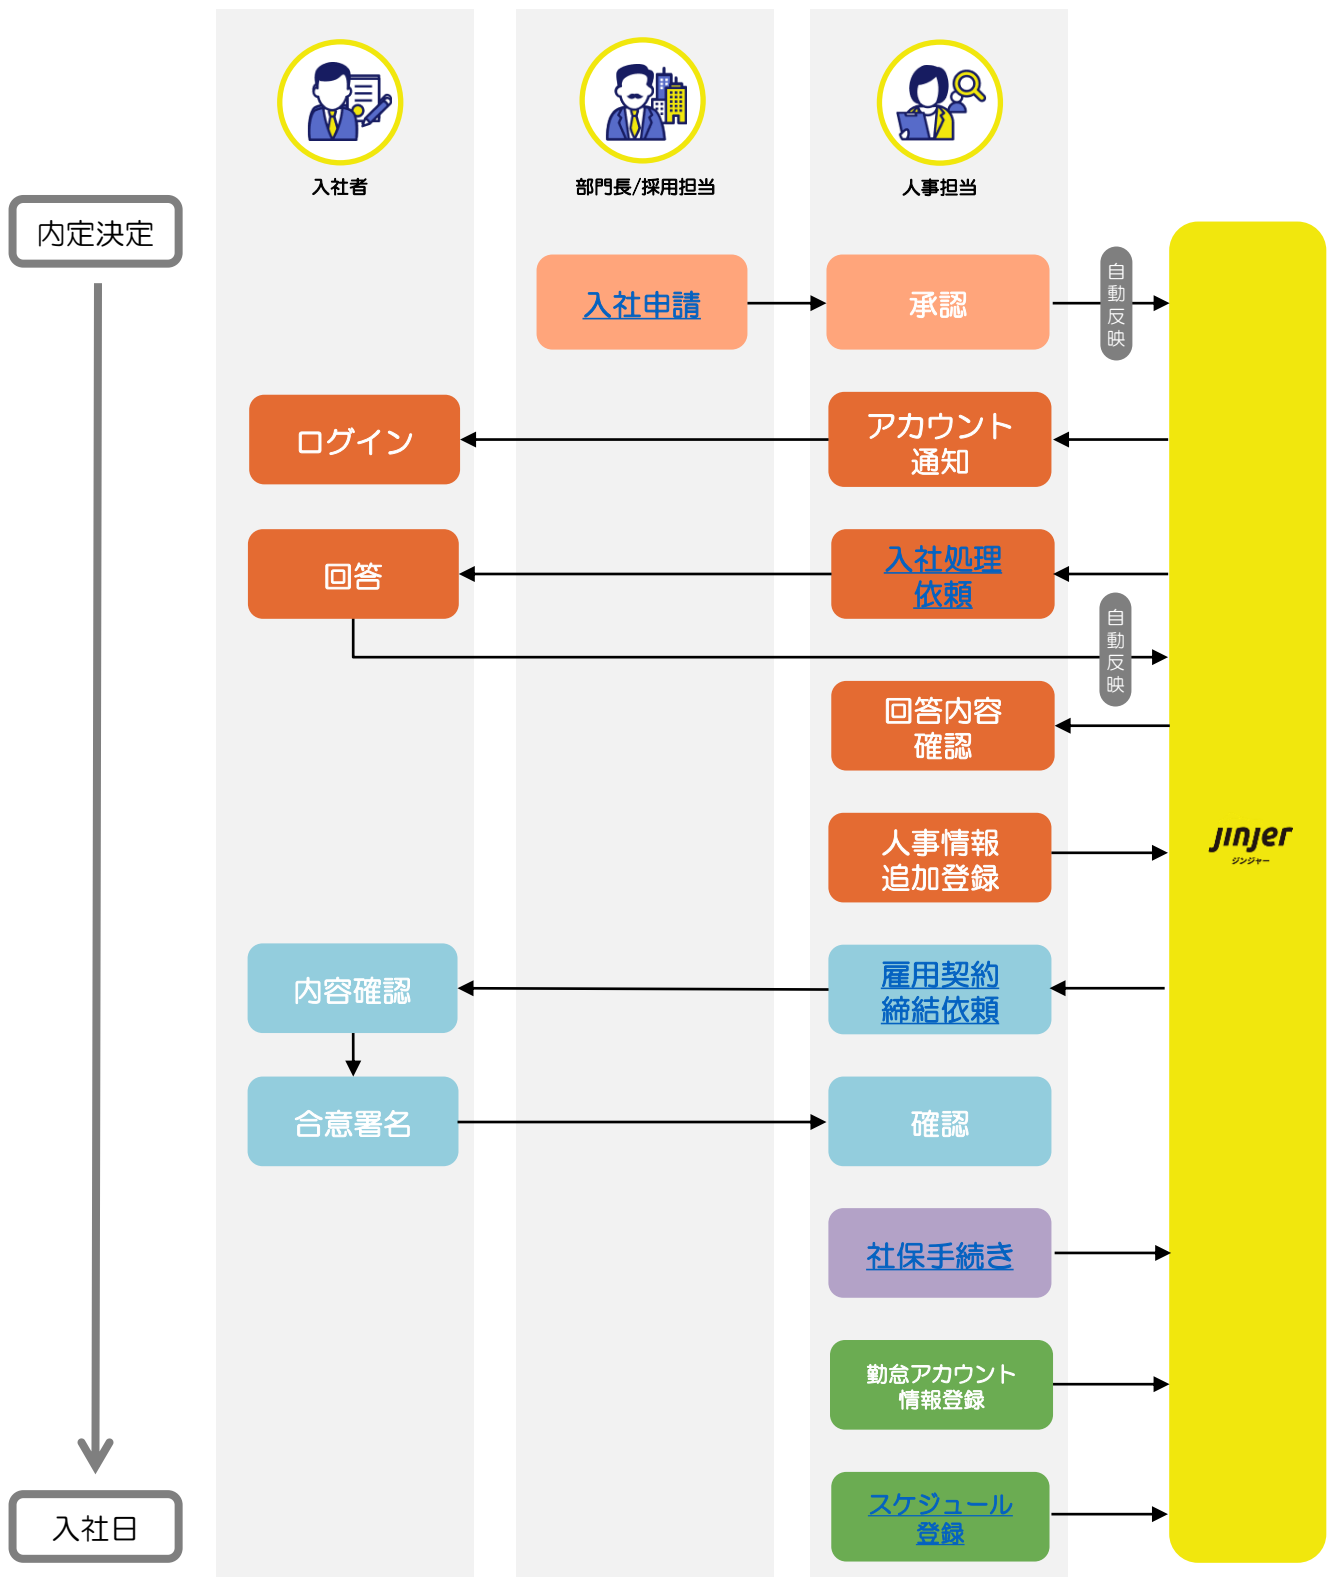 入社者
部門長/採用担当
人事担当
内定決定
入社申請
承認
自動反映
ログイン
アカウント
通知
回答
入社処理
依頼
自動反映
回答内容
確認
人事情報
追加登録
jinjer
ジンジャー
内容確認
雇用契約
締結依頼
合意署名
確認
社保手続き
勤怠アカウント
情報登録
スケジュール
登録
入社日